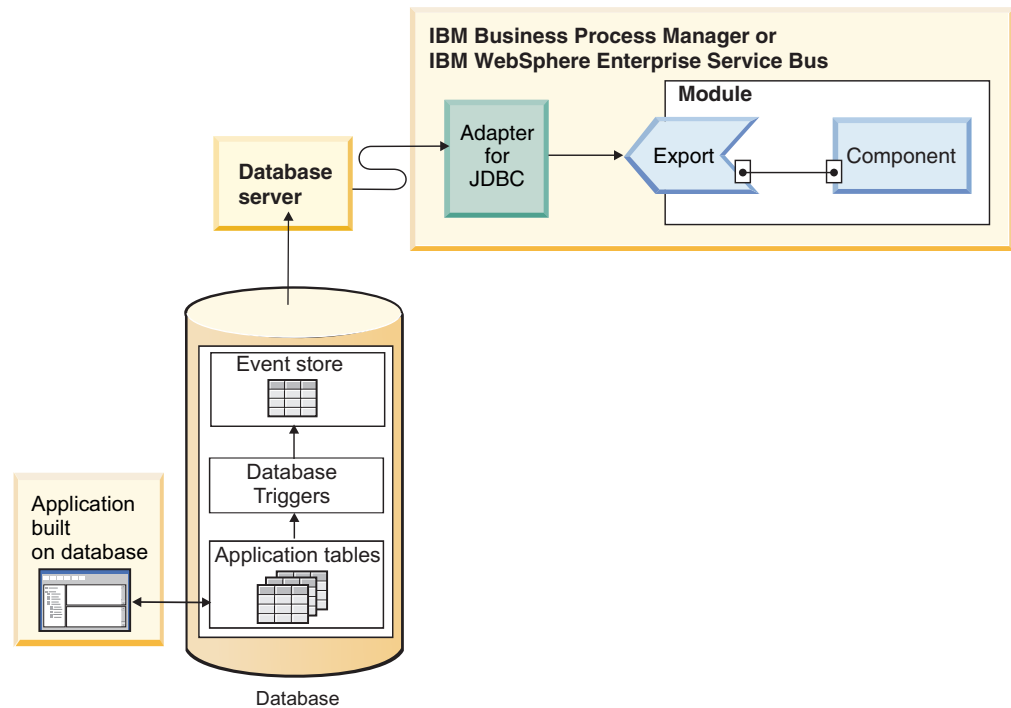 IBM Business Process Manager or
IBM WebSphere Enterprise Service Bus
Module
Adapter
for
JDBC
Export
Component
Database
server
Event store
Database
Triggers
Application tables
Application
built
on database
Database